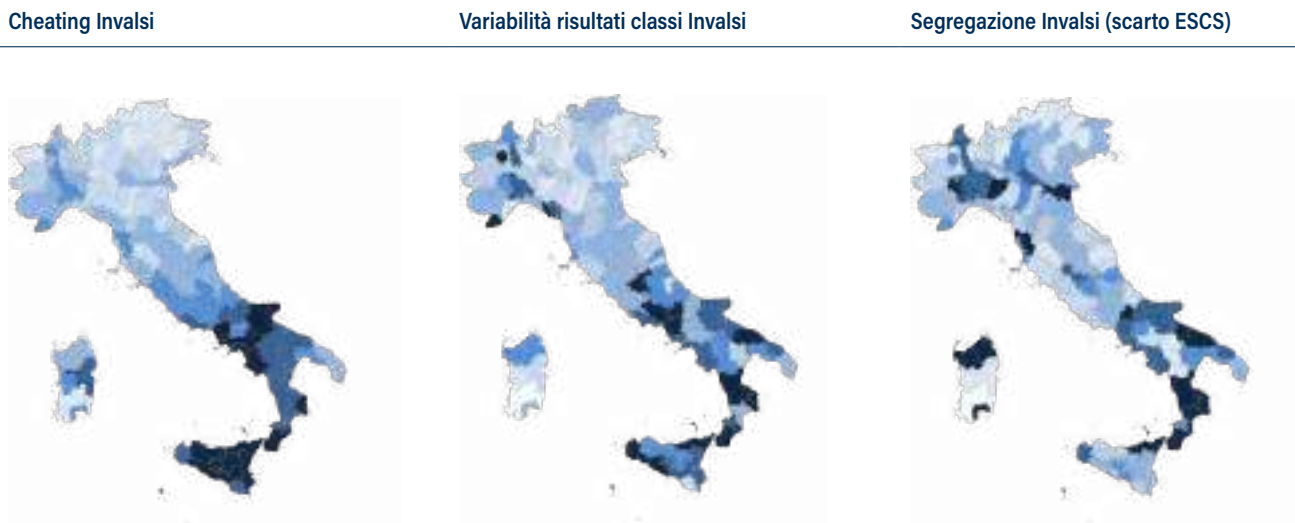 Cheating Invalsi
Variabilità risultati classi Invalsi
Segregazione Invalsi (scarto ESCS)